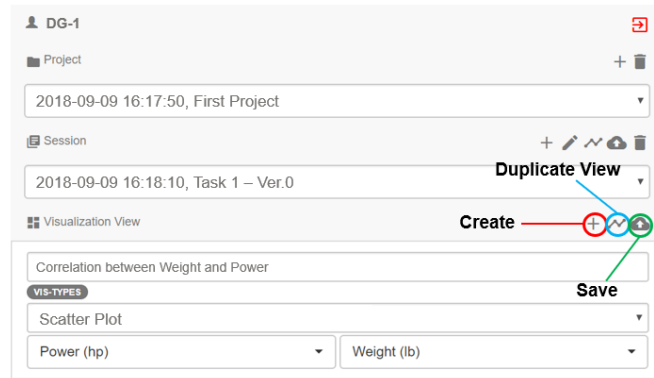 DG-1
Project
2018-09-09 16:17:50, First Project
Session
Duplicate View
2018-09-09 16:18:10, Task 1 – Ver.0
Visualization View
Create
Correlation between Weight and Power
VIS-TYPES
Save
Scatter Plot
Power (hp) Weight (lb)